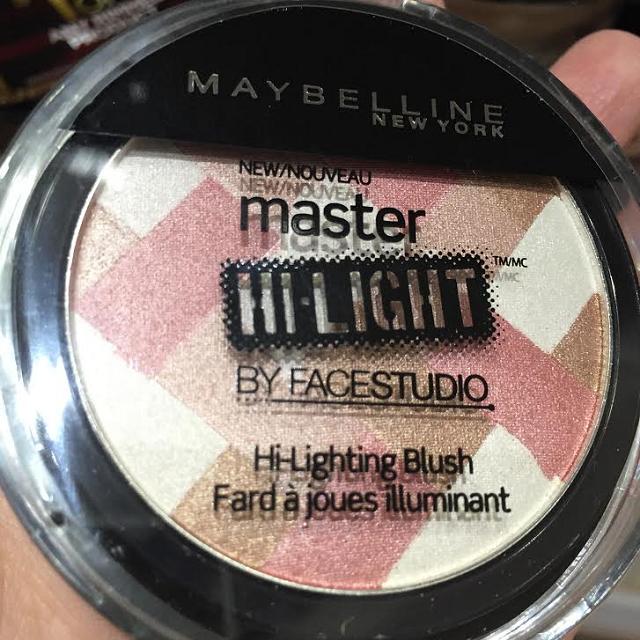 MAYBELLINE
NEW YORK
NEW/NOUVEAU
master
HI·LIGHT TM/MC
BY FACESTUDIO
Hi-Lighting Blush
Fard à joues illuminant